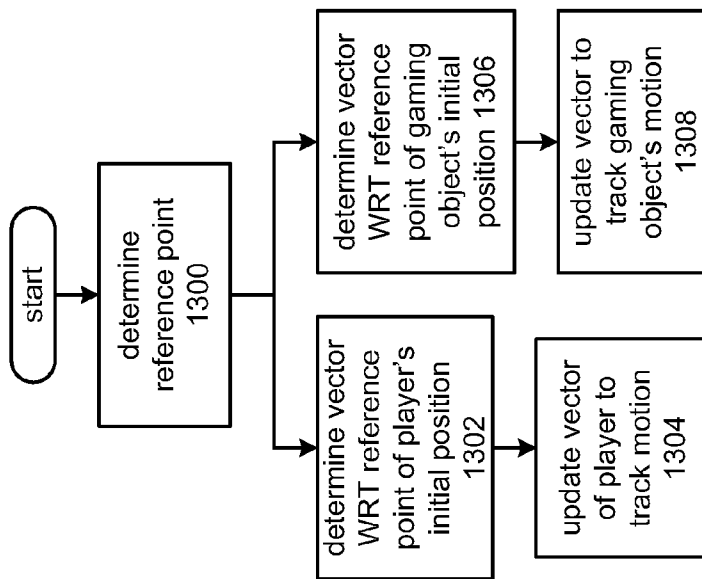 start
determine
reference point
1300
determine vector
WRT reference
point of player's
initial position
1302
update vector
of player to
track motion
1304
determine vector
WRT reference
point of gaming
object's initial
position 1306
update vector to
track gaming
object's motion
1308